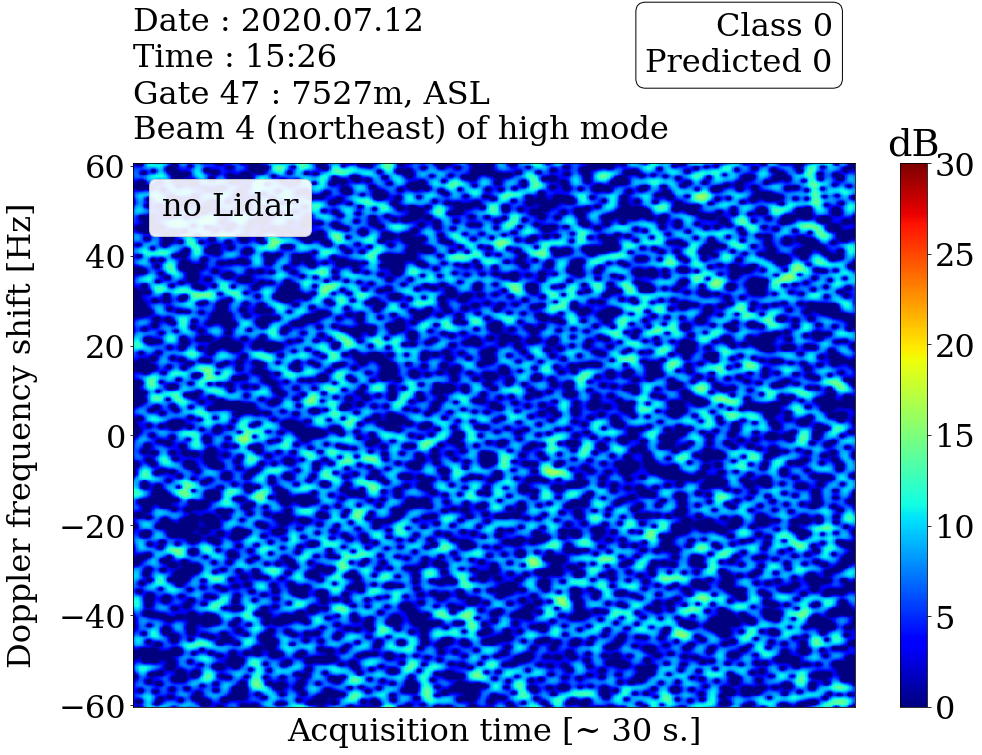 Date : 2020.07.12
Time : 15:26
Gate 47 : 7527m, ASL
Beam 4 (northeast) of high mode
Class 0
Predicted 0
dB
no Lidar
Doppler frequency shift [Hz]
60
40
20
0
−20
−40
−60
Acquisition time [~ 30 s.]
30
25
20
15
10
5
0